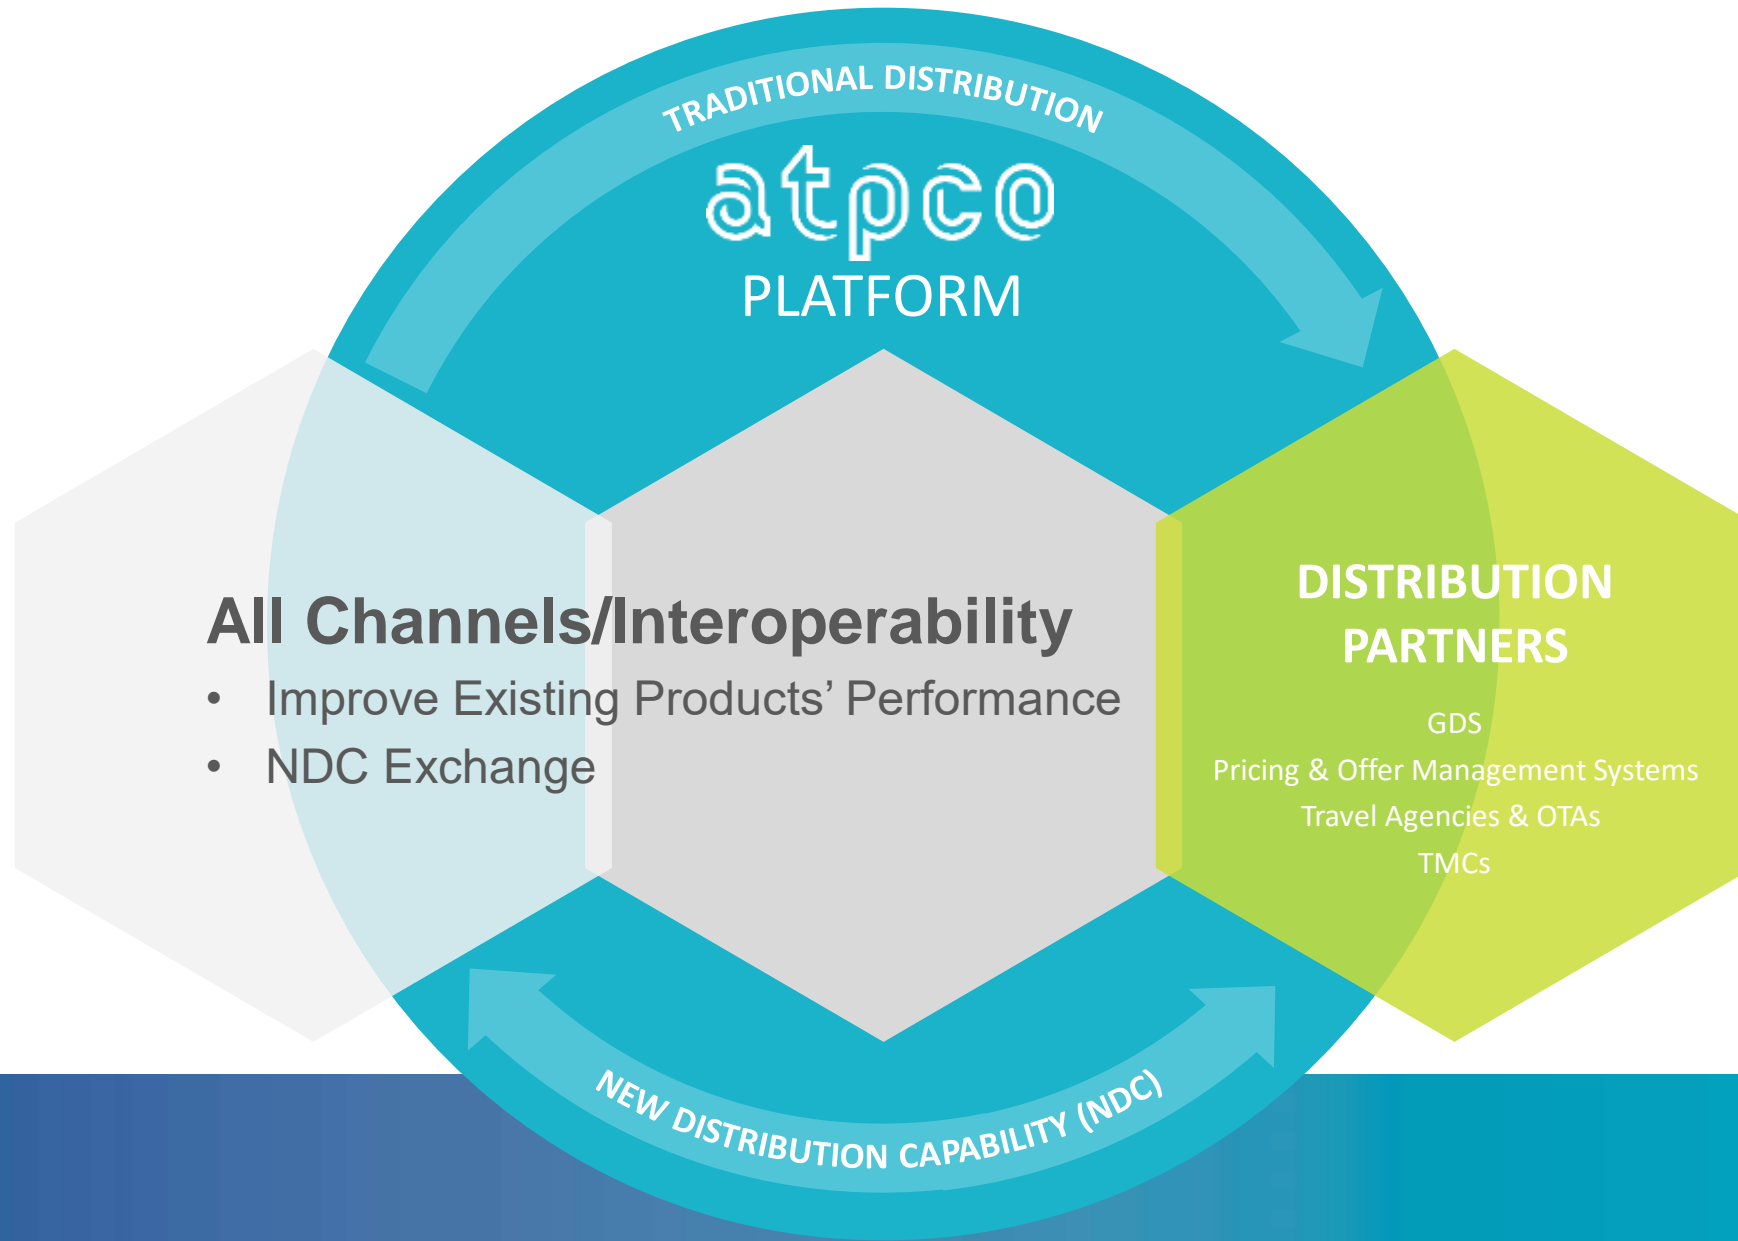 TRADITIONAL DISTRIBUTION
atpco
PLATFORM
All Channels/Interoperability
• Improve Existing Products’ Performance
• NDC Exchange
DISTRIBUTION
PARTNERS
GDS
Pricing & Offer Management Systems
Travel Agencies & OTAs
TMCs
NEW DISTRIBUTION CAPABILITY (NDC)